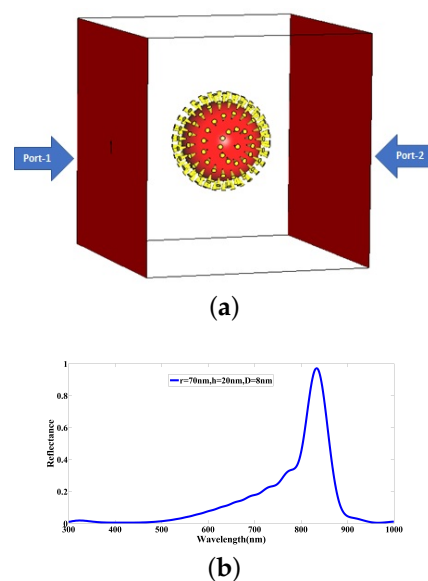 Port-1
1
Port-2
(a)
r=70nm,h=20nm,D=8nm
Reflectance
1
0.8
0.6
0.4
0.2
0
300 400 500 600 700 800 900 1000
Wavelength(nm)
(b)